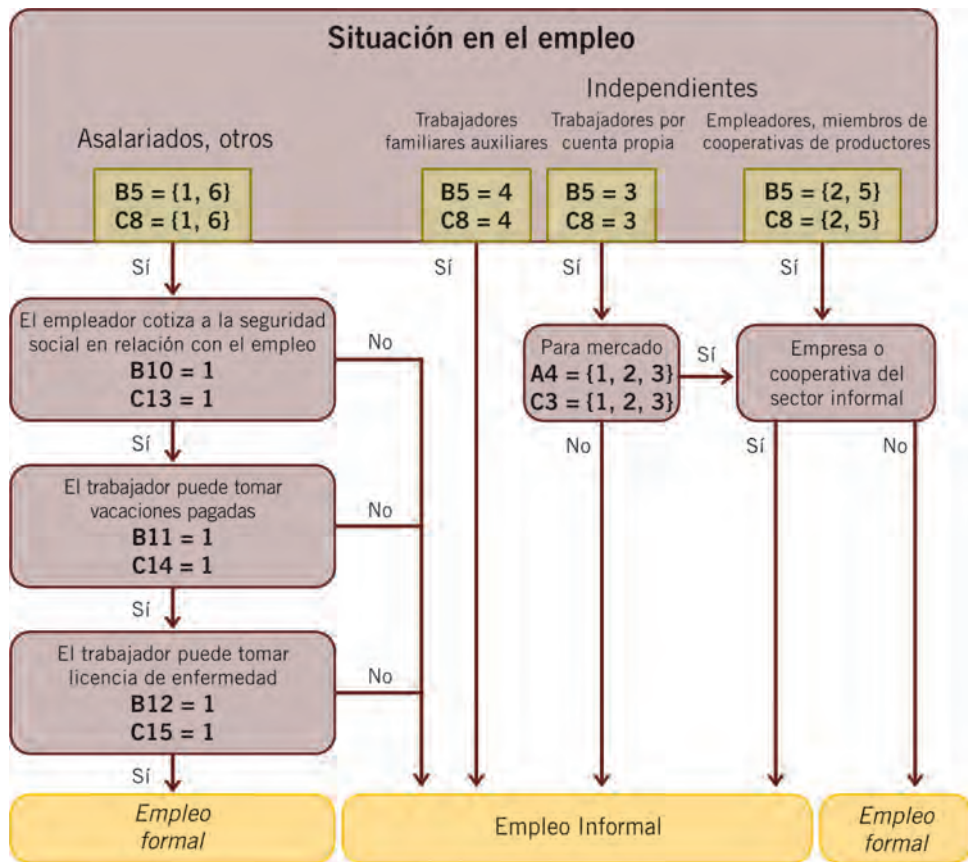 Situación en el empleo
Independientes
Asalariados, otros
Trabajadores
familiares auxiliares
Trabajadores por
cuenta propia
Empleadores, miembros de
cooperativas de productores
B5 = {1, 6}
C8 = {1, 6}
B5 = 4
C8 = 4
B5 = 3
C8 = 3
B5 = {2, 5}
C8 = {2, 5}
Sí
Sí
Sí
Sí
El empleador cotiza a la seguridad
social en relación con el empleo
B10 = 1
C13 = 1
No
Para mercado
A4 = {1, 2, 3}
C3 = {1, 2, 3}
Sí
Empresa o
cooperativa del
sector informal
Sí
No
Sí
No
El trabajador puede tomar
vacaciones pagadas
B11 = 1
C14 = 1
No
Sí
El trabajador puede tomar
licencia de enfermedad
B12 = 1
C15 = 1
No
Sí
Empleo
formal
Empleo Informal
Empleo
formal